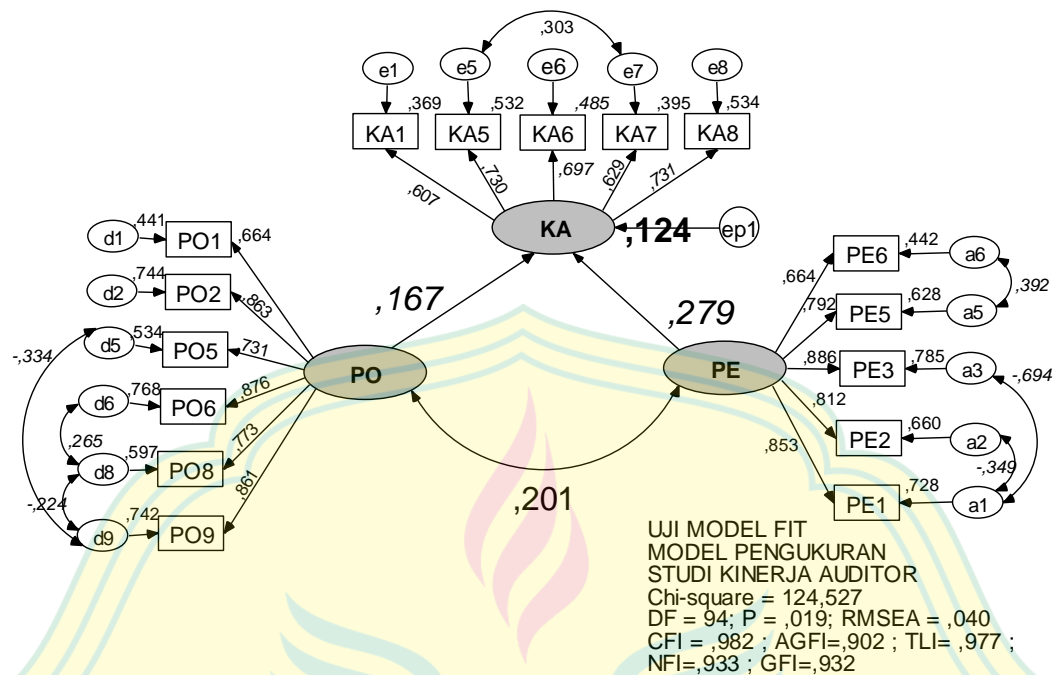 ,303
e1 e5 e6 e7 e8
,369 ,532 ,485 ,395 ,534
KA1 KA5 KA6 KA7 KA8
,607 ,730 ,697 ,629 ,731
KA ,124 ep1
d1 ,441 PO1 ,664
d2 ,744 PO2 ,863
d5 ,534 PO5 ,731
d6 ,768 PO6 ,876
d8 ,597 PO8 ,773
d9 ,742 PO9 ,861
-,334
,265
-,224
,167
,279
PO
PE
,201
,664 PE6 ,442 a6
,792 PE5 ,628 a5
,886 PE3 ,785 a3
,812 PE2 ,660 a2
,853 PE1 ,728 a1
,392
-,694
-,349
UJI MODEL FIT
MODEL PENGUKURAN
STUDI KINERJA AUDITOR
Chi-square = 124,527
DF = 94; P = ,019; RMSEA = ,040
CFI = ,982 ; AGFI=,902 ; TLI= ,977 ;
NFI=,933 ; GFI=,932